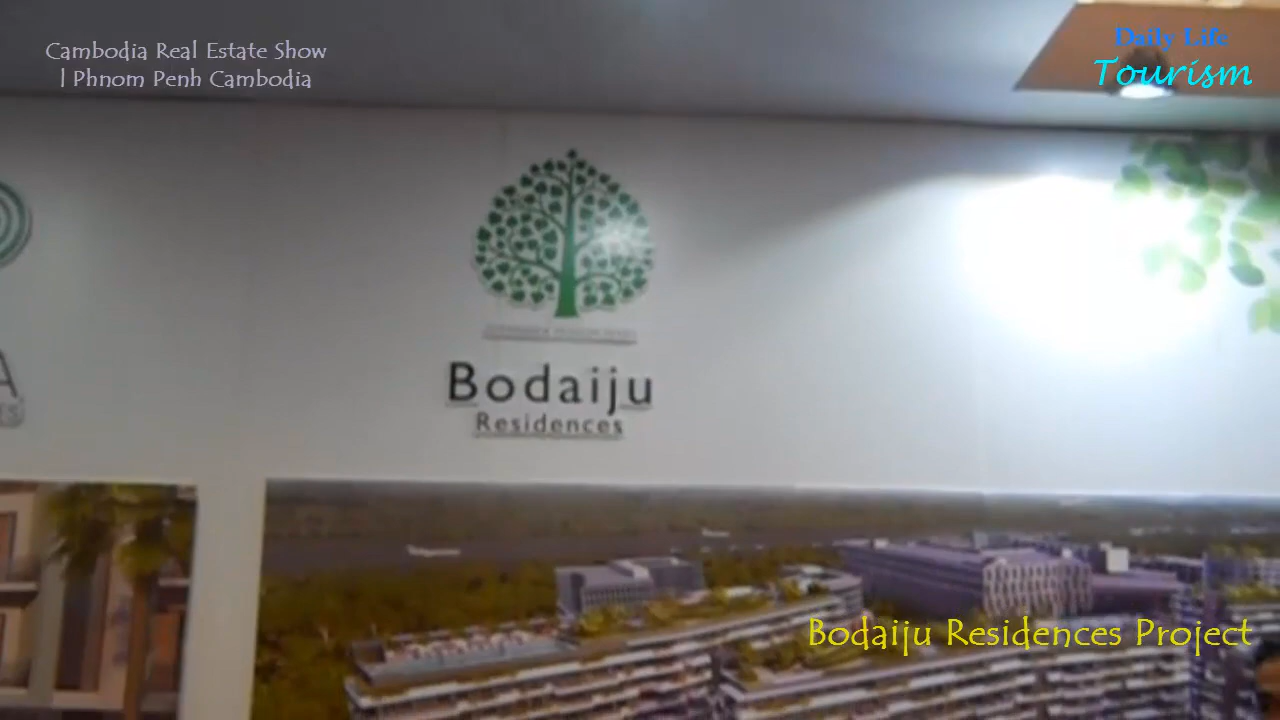 Cambodia Real Estate Show
| Phnom Penh Cambodia
Daily Life
Tourism
Bodaiju
Residences
Bodaiju Residences Project